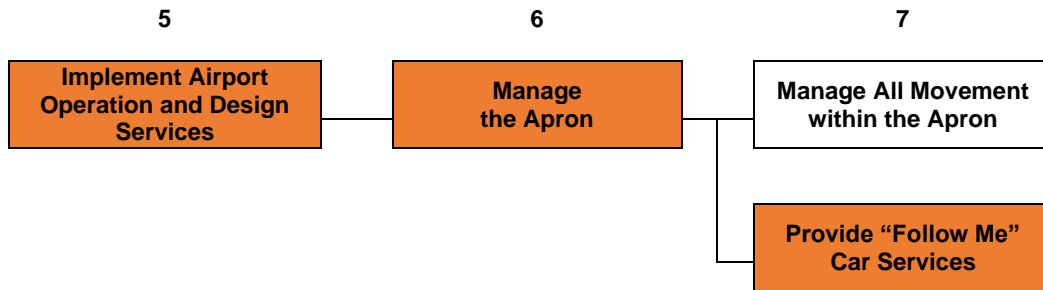 5
6
7
Implement Airport
Operation and Design
Services
Manage
the Apron
Manage All Movement
within the Apron
Provide “Follow Me”
Car Services